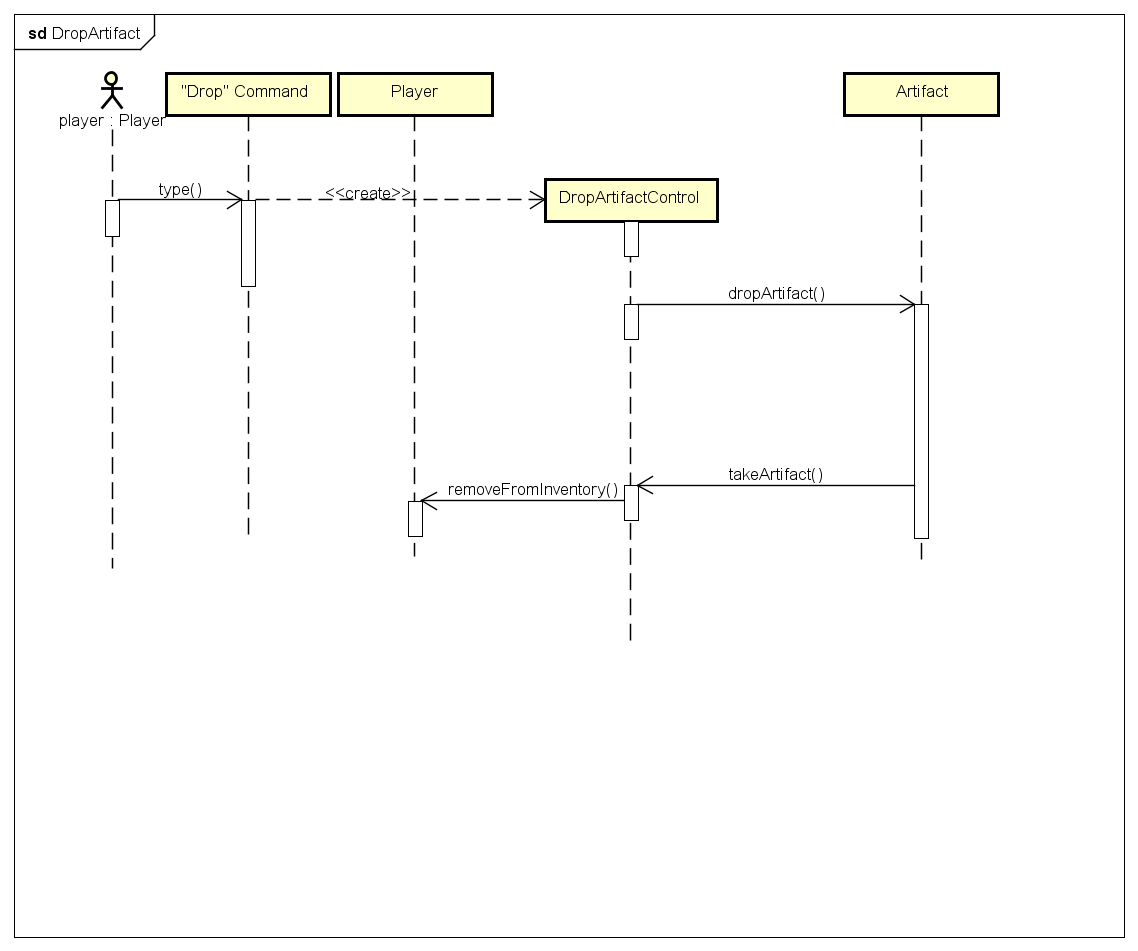 sd DropArtifact
player : Player
"Drop" Command
Player
Artifact
type()
<<create>>
DropArtifactControl
dropArtifact()
takeArtifact()
removeFromInventory()